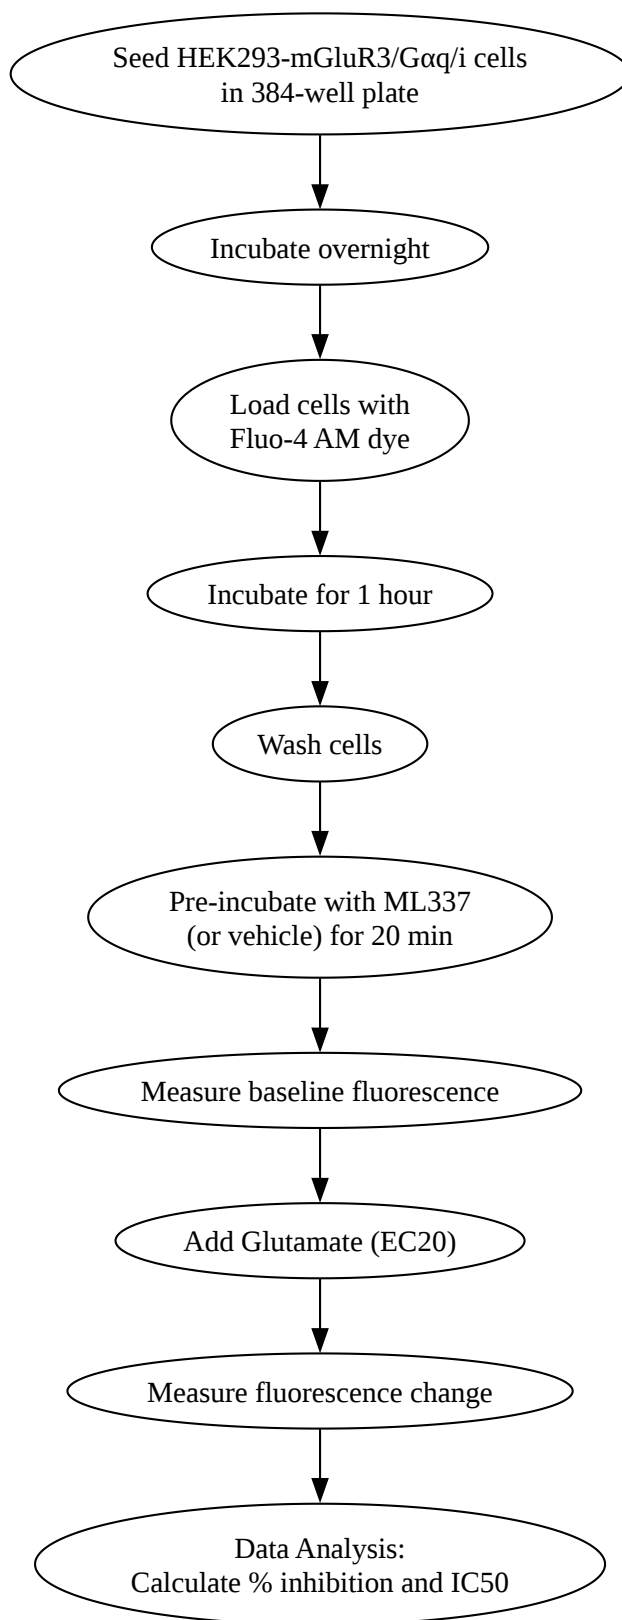 Seed HEK293-mGluR3/Gαq/i cells
in 384-well plate
Incubate overnight
Load cells with
Fluo-4 AM dye
Incubate for 1 hour
Wash cells
Pre-incubate with ML337
(or vehicle) for 20 min
Measure baseline fluorescence
Add Glutamate (EC20)
Measure fluorescence change
Data Analysis:
Calculate % inhibition and IC50